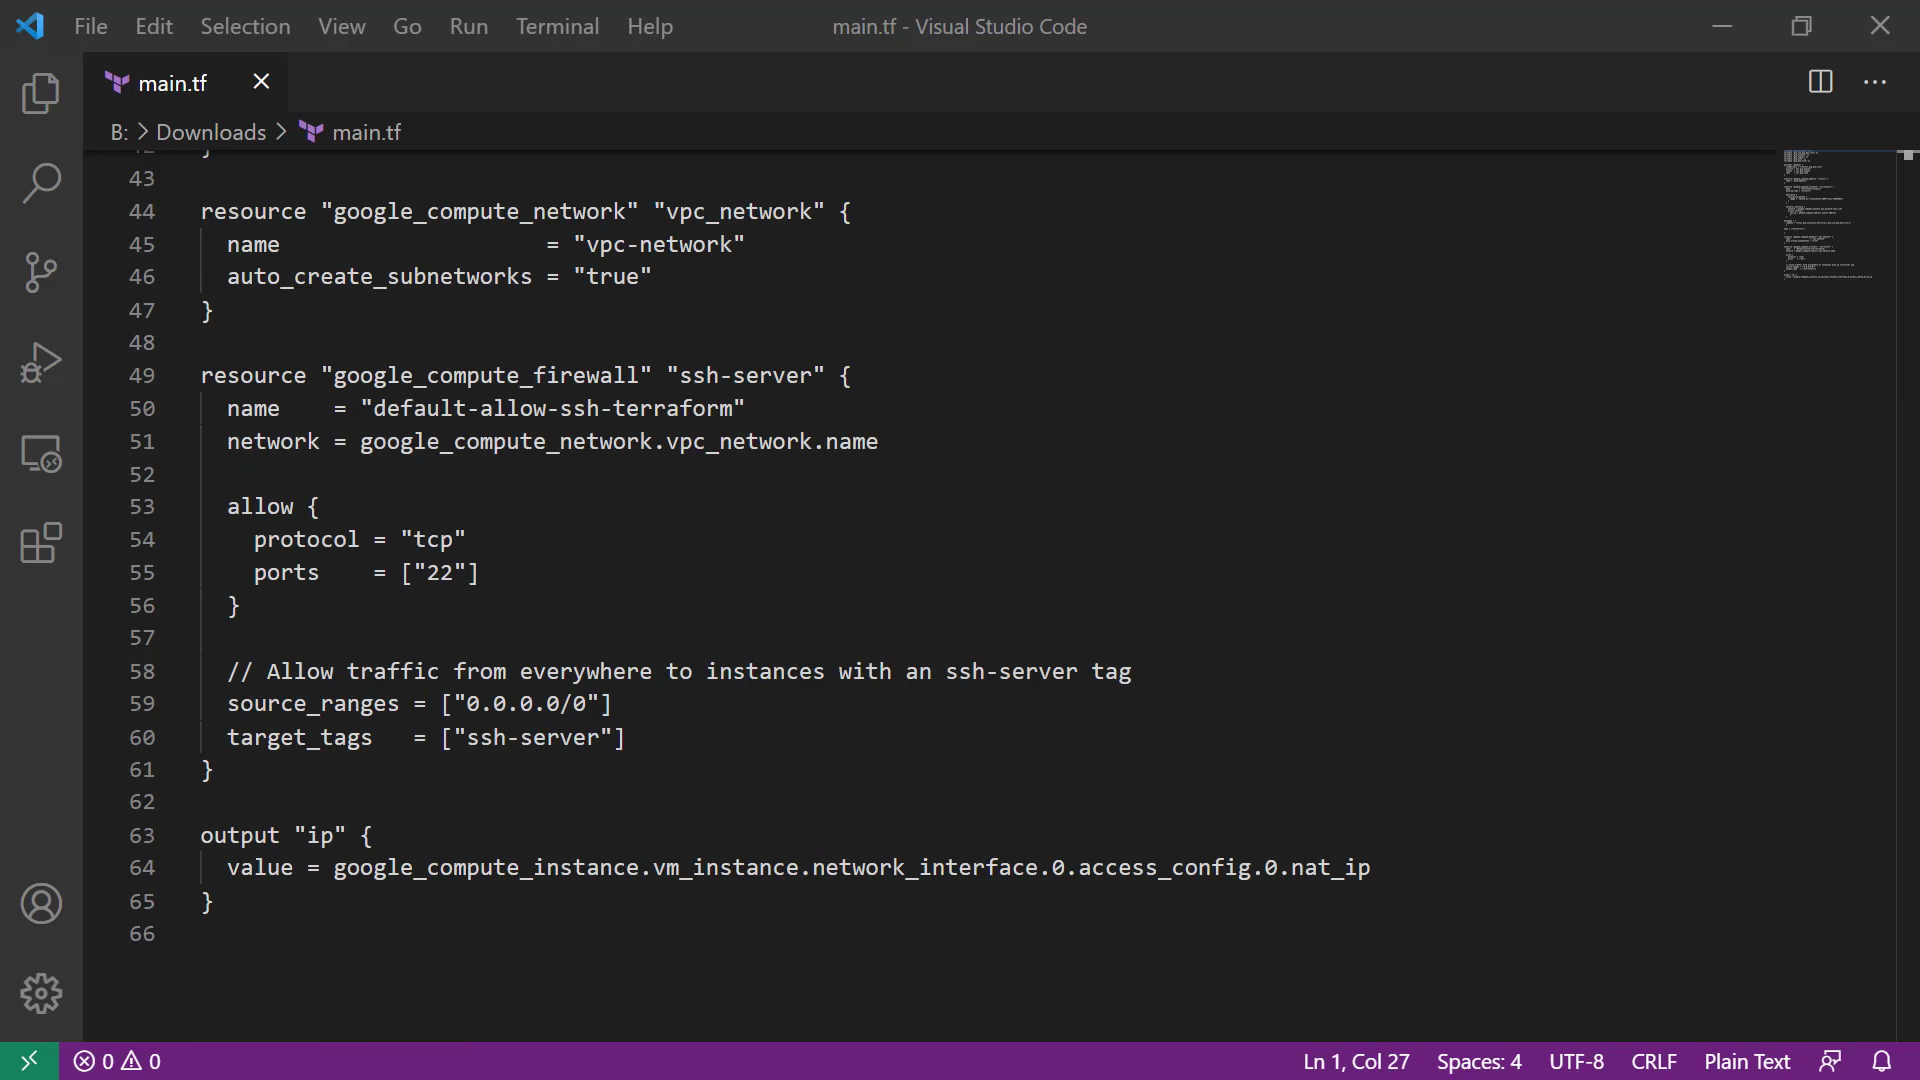 File Edit Selection View Go Run Terminal Help main.tf - Visual Studio Code
main.tf
B: > Downloads > main.tf
43
44 resource "google_compute_network" "vpc_network" {
45 name = "vpc-network"
46 auto_create_subnetworks = "true"
47 }
48
49 resource "google_compute_firewall" "ssh-server" {
50 name = "default-allow-ssh-terraform"
51 network = google_compute_network.vpc_network.name
52
53 allow {
54 protocol = "tcp"
55 ports = ["22"]
56 }
57
58 // Allow traffic from everywhere to instances with an ssh-server tag
59 source_ranges = ["0.0.0.0/0"]
60 target_tags = ["ssh-server"]
61 }
62
63 output "ip" {
64 value = google_compute_instance.vm_instance.network_interface.0.access_config.0.nat_ip
65 }
66
0 0 Ln 1, Col 27 Spaces: 4 UTF-8 CRLF Plain Text